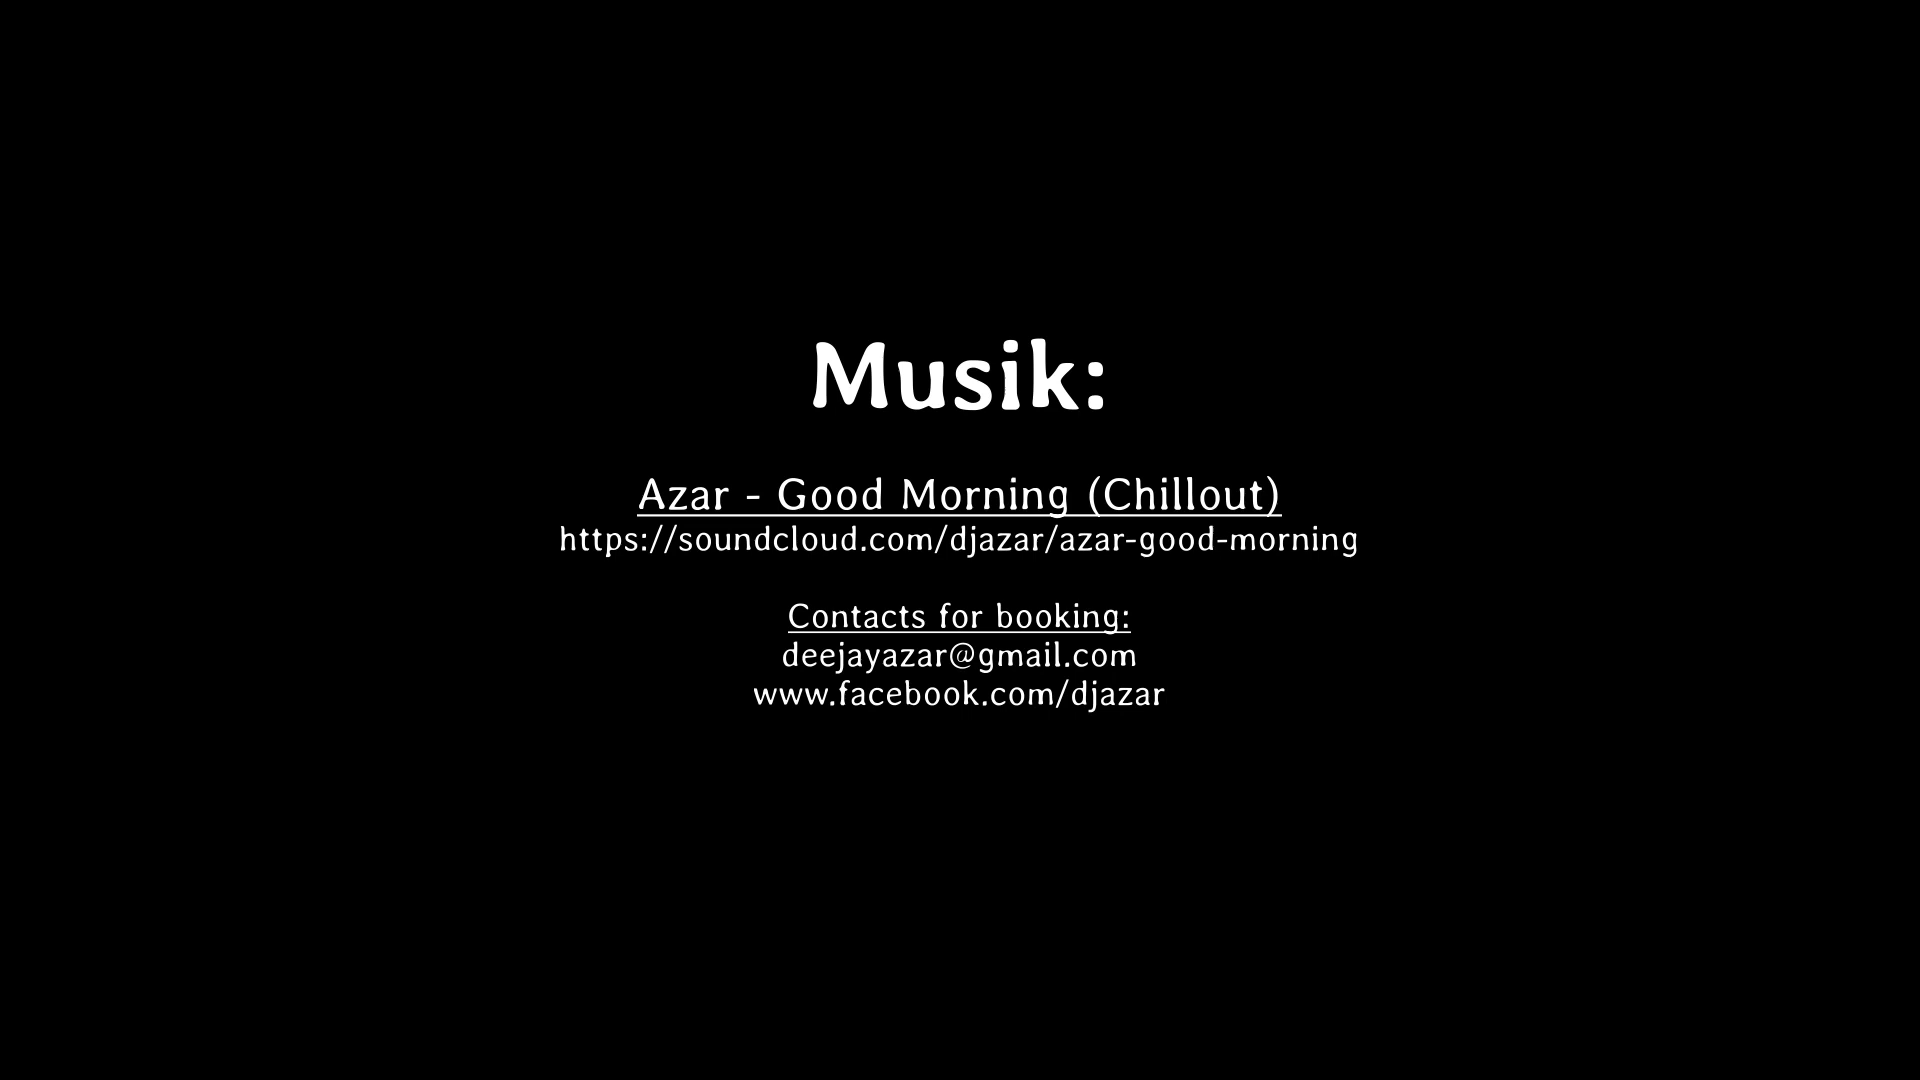 Musik:
Azar - Good Morning (Chillout)
https://soundcloud.com/djazar/azar-good-morning
Contacts for booking:
deejayazar@gmail.com
www.facebook.com/djazar